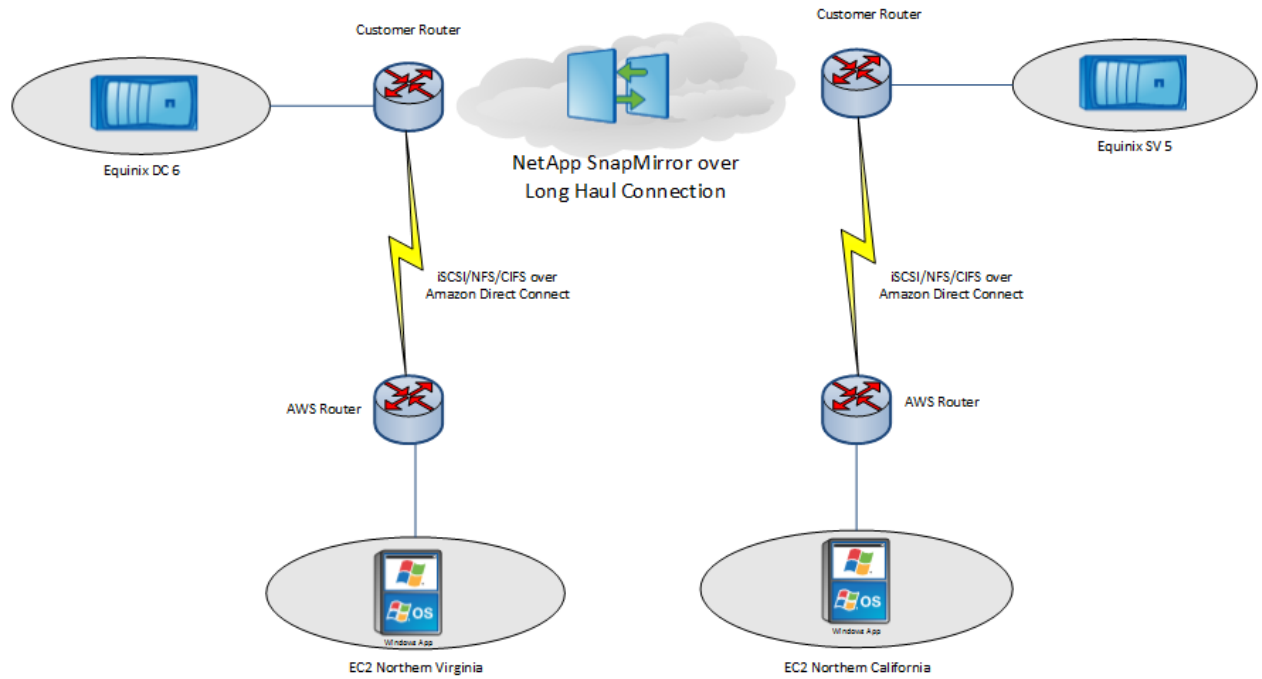 Customer Router
Customer Router
Equinix DC 6
NetApp SnapMirror over
Long Haul Connection
Equinix SV 5
iSCSI/NFS/CIFS over
Amazon Direct Connect
iSCSI/NFS/CIFS over
Amazon Direct Connect
AWS Router
AWS Router
OS
Windows App
EC2 Northern Virginia
OS
Windows App
EC2 Northern California